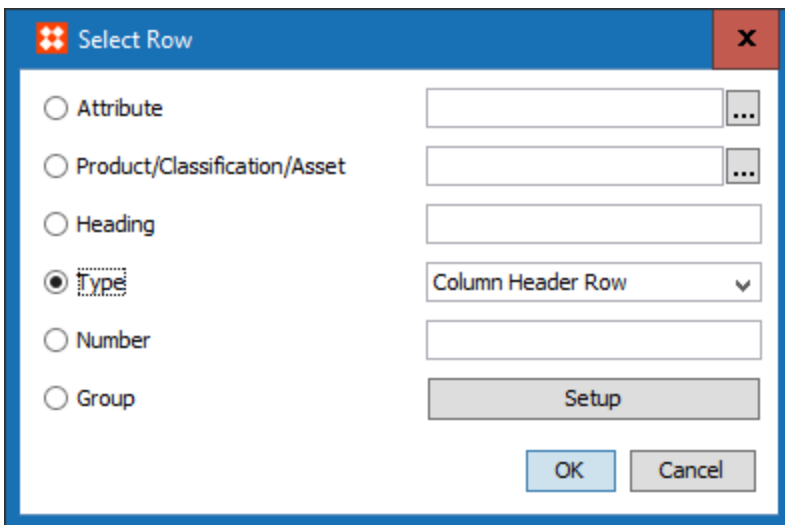 Select Row
x
Attribute ...
Product/Classification/Asset ...
Heading
Type Column Header Row
Number
Group Setup
OK Cancel